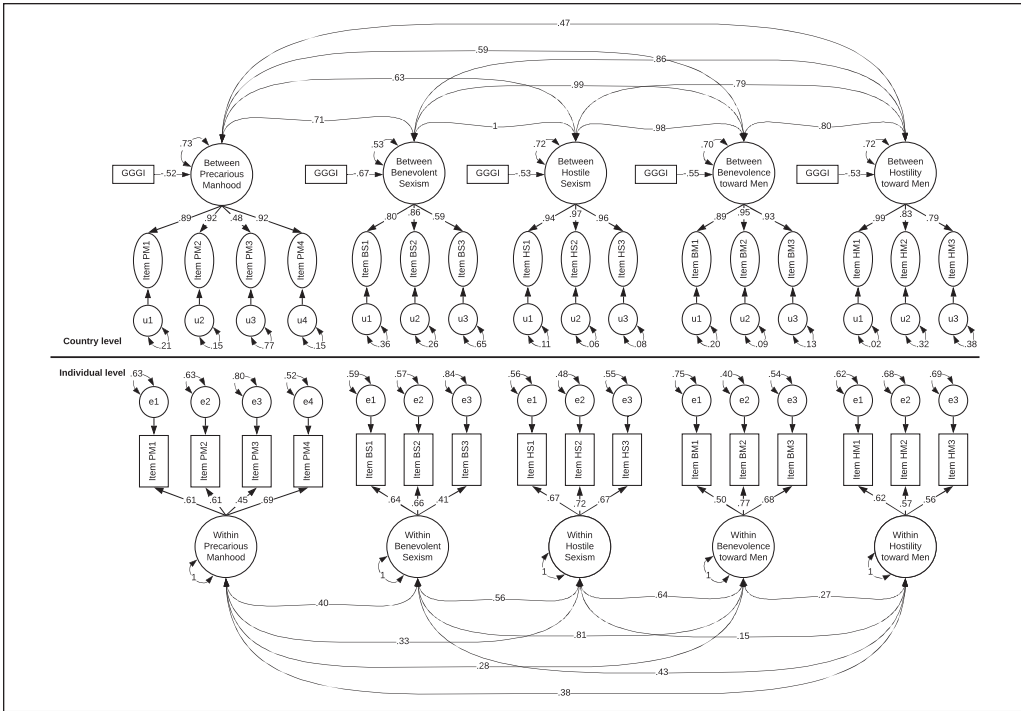 .47
.59
.86
.63
.99
.79
.71
1
.98
.80
.73
.53
.72
.70
.72
GGGI
-.52
Between
Precarious
Manhood
GGGI
-.67
Between
Benevolent
Sexism
GGGI
-.53
Between
Hostile
Sexism
GGGI
-.55
Between
Benevolence
toward Men
GGGI
-.53
Between
Hostility
toward Men
.89 .92 .48 .92
.80 .86 .59
.94 .97 .96
.89 .95 .93
.99 .83 .79
Item PM1
Item PM2
Item PM3
Item PM4
Item BS1
Item BS2
Item BS3
Item HS1
Item HS2
Item HS3
Item BM1
Item BM2
Item BM3
Item HM1
Item HM2
Item HM3
u1 u2 u3 u4
u1 u2 u3
u1 u2 u3
u1 u2 u3
u1 u2 u3
.21 .15 .77 .15
.36 .26 .65
.11 .06 .08
.20 .09 .13
.02 .32 .38
Country level
Individual level
.63 .63 .80 .52
.59 .57 .84
.56 .48 .55
.75 .40 .54
.62 .68 .69
e1 e2 e3 e4
e1 e2 e3
e1 e2 e3
e1 e2 e3
e1 e2 e3
Item PM1
Item PM2
Item PM3
Item PM4
Item BS1
Item BS2
Item BS3
Item HS1
Item HS2
Item HS3
Item BM1
Item BM2
Item BM3
Item HM1
Item HM2
Item HM3
.61 .61 .45 .69
.64 .66 .41
.67 .72 .67
.50 .77 .68
.62 .57 .56
Within
Precarious
Manhood
1
Within
Benevolent
Sexism
1
Within
Hostile
Sexism
1
Within
Benevolence
toward Men
1
Within
Hostility
toward Men
1
.40
.56
.64
.27
.33
.81
.15
.28
.43
.38